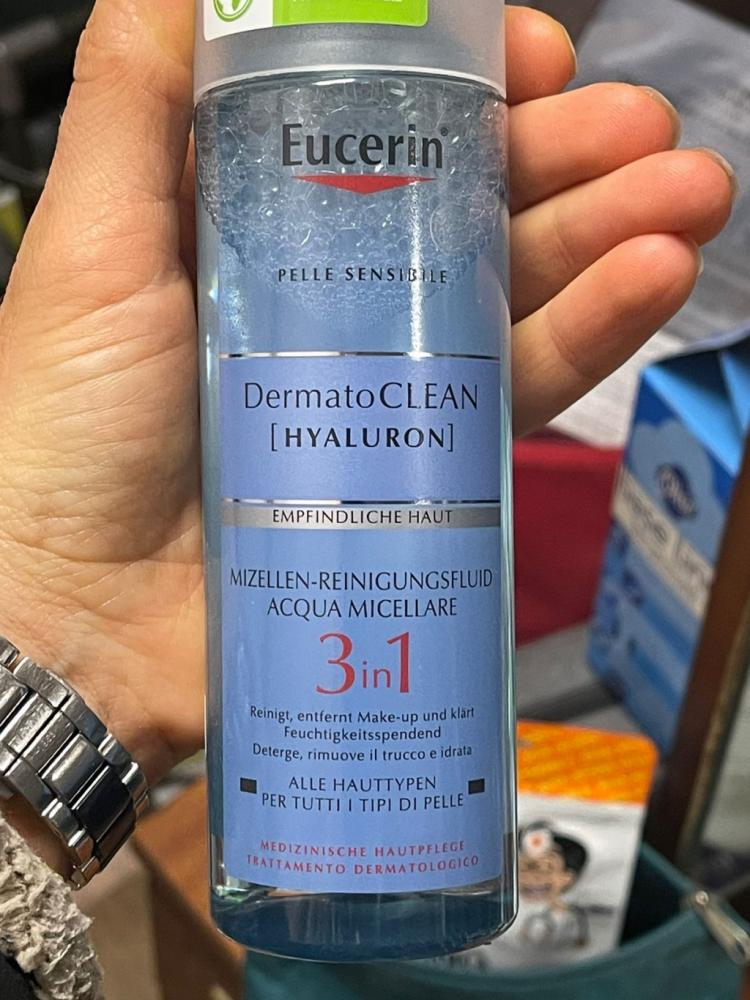 Eucerin®
PELLE SENSIBILE
DermatoCLEAN
[HYALURON]
EMPFINDLICHE HAUT
MIZELLEN-REINIGUNGSFLUID
ACQUA MICELLARE
3in1
Reinigt, entfernt Make-up und klärt
Feuchtigkeitsspendend
Deterge, rimuove il trucco e idrata
ALLE HAUTTYPEN
PER TUTTI I TIPI DI PELLE
MEDIZINISCHE HAUTPFLEGE
TRATTAMENTO DERMATOLOGICO